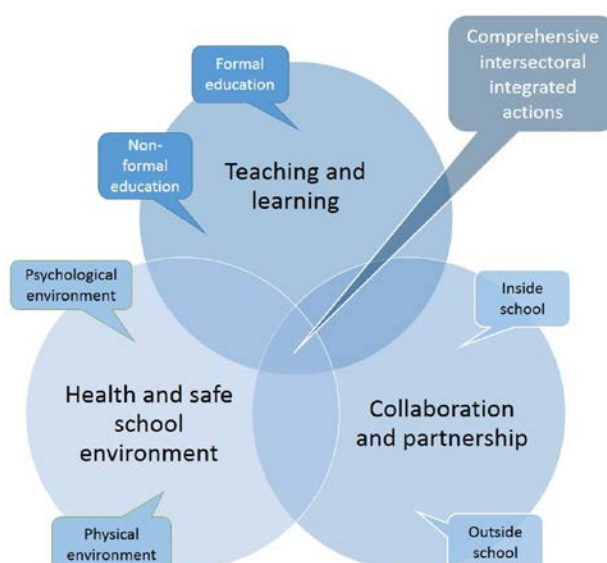 Comprehensive
intersectoral
integrated
actions
Formal
education
Non-
formal
education
Teaching and
learning
Psychological
environment
Inside
school
Health and safe
school
environment
Collaboration
and partnership
Physical
environment
Outside
school